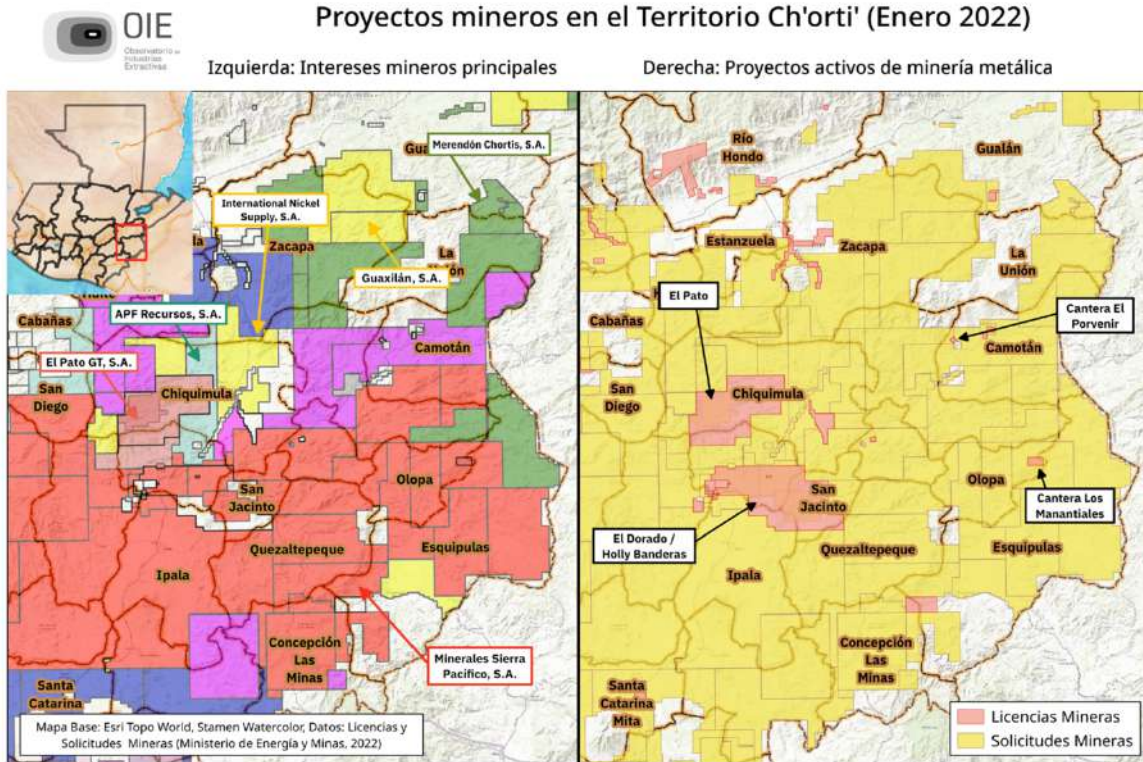 OIE
Observatorio de
Industrias
Extractivas
Proyectos mineros en el Territorio Ch'orti' (Enero 2022)
Izquierda: Intereses mineros principales
Derecha: Proyectos activos de minería metálica
Merendón Chortis, S.A.
International Nickel
Supply, S.A.
Zacapa
La
Guaxilán, S.A.
APF Recursos, S.A.
Cabañas
El Pato GT, S.A.
Camotán
San
Diego
Chiquimula
Olopa
San
Jacinto
Quezaltepeque
Esquipulas
Ipala
Concepción
Las
Minas
Minerales Sierra
Pacífico, S.A.
Santa
Catarina
Mapa Base: Esri Topo World, Stamen Watercolor, Datos: Licencias y
Solicitudes Mineras (Ministerio de Energía y Minas, 2022)
Río
Hondo
Gualán
Estanzuela
Zacapa
La
Unión
El Pato
Cantera El
Porvenir
Cabañas
Camotán
San
Diego
Chiquimula
Olopa
San
Jacinto
Cantera Los
Manantiales
El Dorado /
Holly Banderas
Quezaltepeque
Esquipulas
Ipala
Concepción
Las
Minas
Santa
Catarina
Mita
Licencias Mineras
Solicitudes Mineras